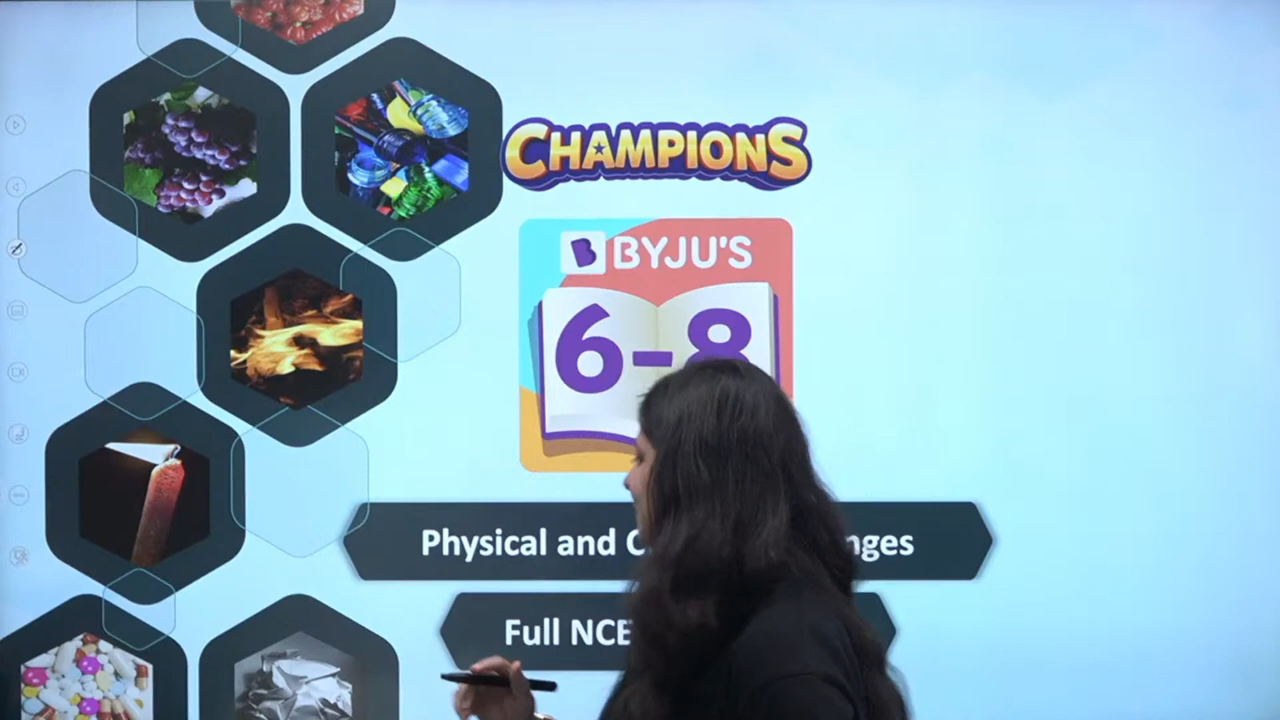 CHAMPIONS
BYJU'S
6-8
Physical and nges
Full NCE